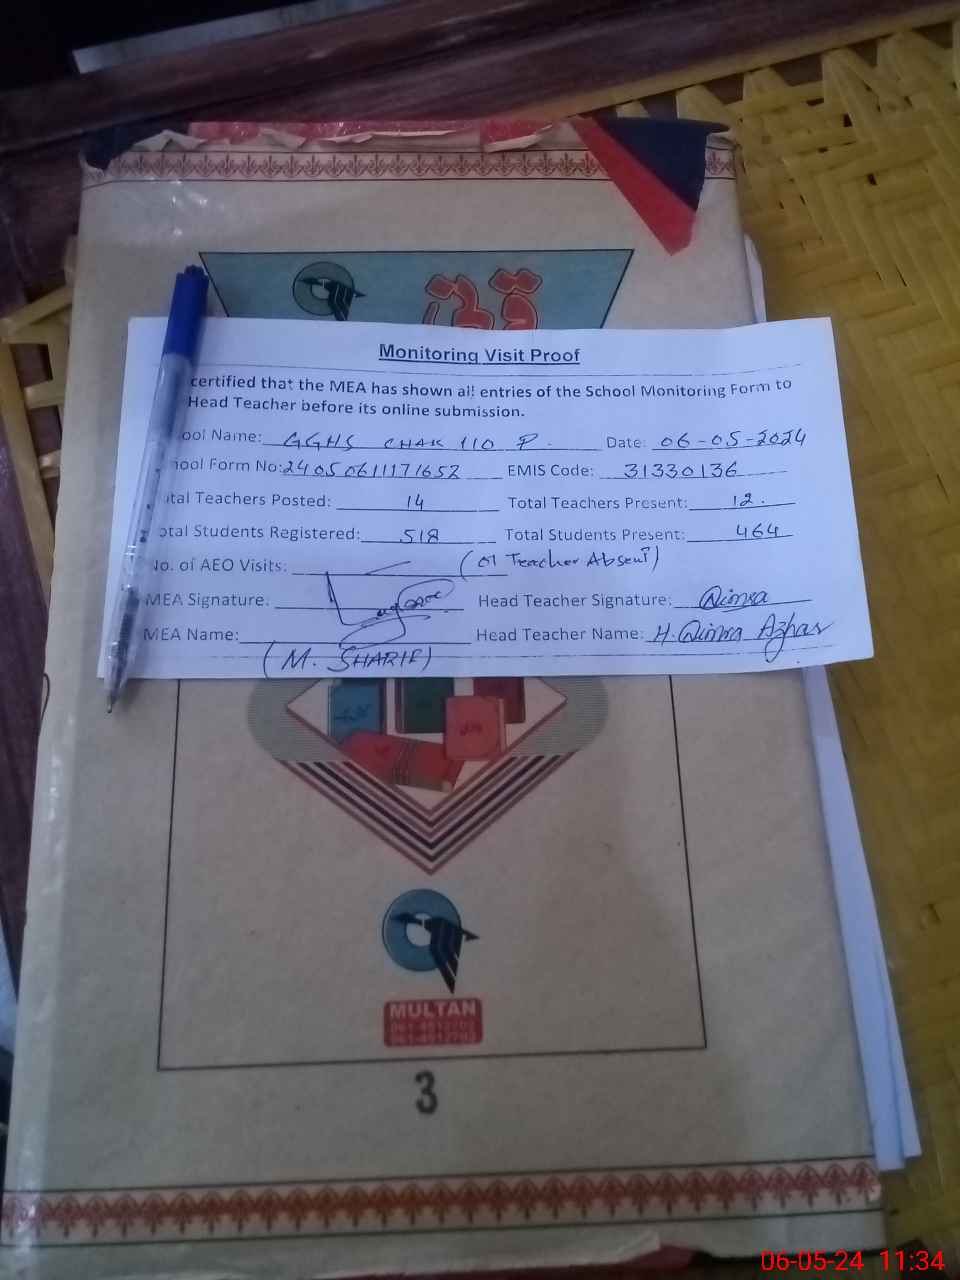 Monitoring Visit Proof
certified that the MEA has shown all entries of the School Monitoring Form to
Head Teacher before its online submission.
ool Name: GGHS CHAK 110 P. Date: 06-05-2024
hool Form No: 24050611171652 EMIS Code: 31330136
tal Teachers Posted: 14 Total Teachers Present: 12.
otal Students Registered: 518 Total Students Present: 464
No. of AEO Visits: (01 Teacher Absent)
MEA Signature: Head Teacher Signature: Qimra
MEA Name: Head Teacher Name: H. Qimra Azhar
(M. SHARIF)
MULTAN
3
06-05-24 11:34